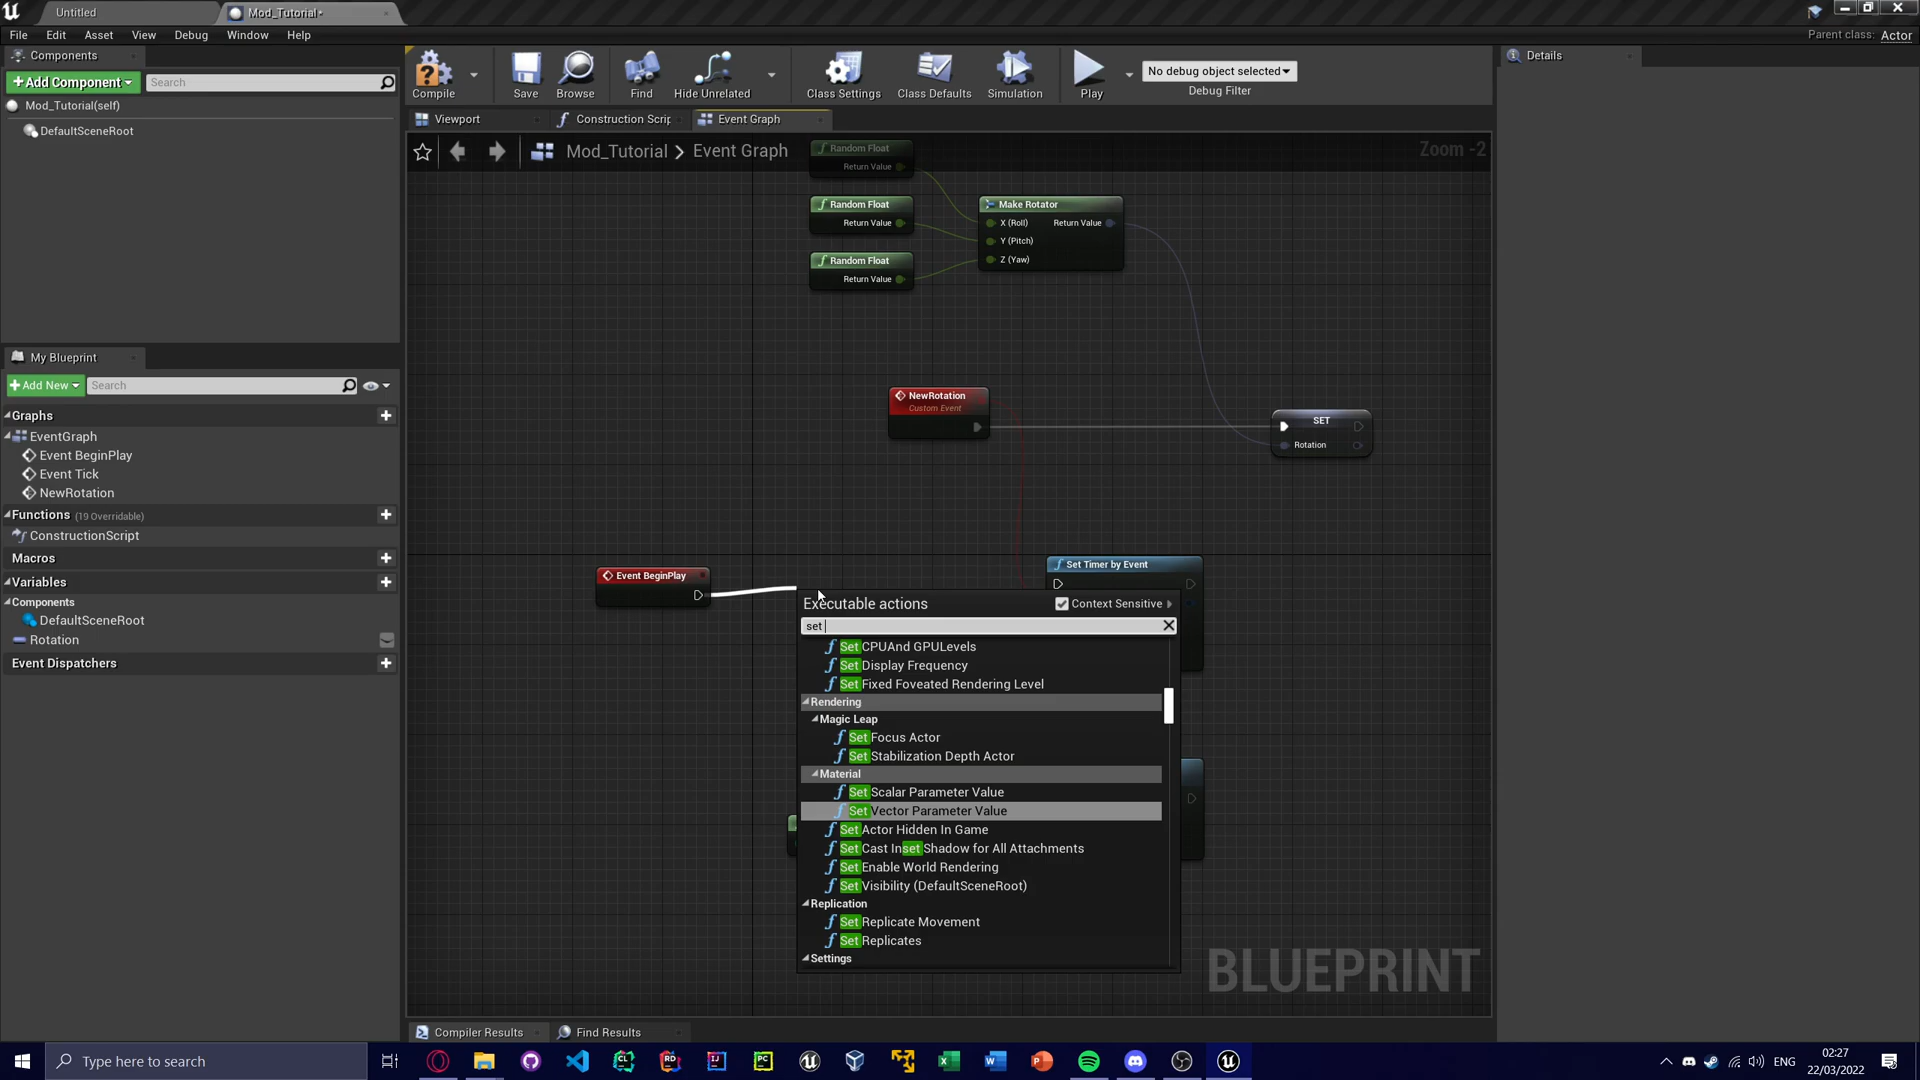 Untitled
Mod_Tutorial*
File Edit Asset View Debug Window Help
Parent class: Actor
Components
+Add Component
Search
Mod_Tutorial(self)
DefaultSceneRoot
Compile
Save
Browse
Find
Hide Unrelated
Class Settings
Class Defaults
Simulation
Play
No debug object selected
Debug Filter
Details
Viewport
Construction Scrip
Event Graph
Mod_Tutorial > Event Graph
Zoom -2
Random Float
Return Value
Random Float
Return Value
Random Float
Return Value
Make Rotator
X (Roll) Return Value
Y (Pitch)
Z (Yaw)
NewRotation
Custom Event
SET
Rotation
Event BeginPlay
Set Timer by Event
My Blueprint
+Add New
Search
Graphs
EventGraph
Event BeginPlay
Event Tick
NewRotation
Functions (19 Overridable)
ConstructionScript
Macros
Variables
Components
DefaultSceneRoot
Rotation
Event Dispatchers
Executable actions
Context Sensitive
set
Set CPUAnd GPULevels
Set Display Frequency
Set Fixed Foveated Rendering Level
Rendering
Magic Leap
Set Focus Actor
Set Stabilization Depth Actor
Material
Set Scalar Parameter Value
Set Vector Parameter Value
Set Actor Hidden In Game
Set Cast Inset Shadow for All Attachments
Set Enable World Rendering
Set Visibility (DefaultSceneRoot)
Replication
Set Replicate Movement
Set Replicates
Settings
BLUEPRINT
Compiler Results
Find Results
Type here to search
ENG
02:27
22/03/2022